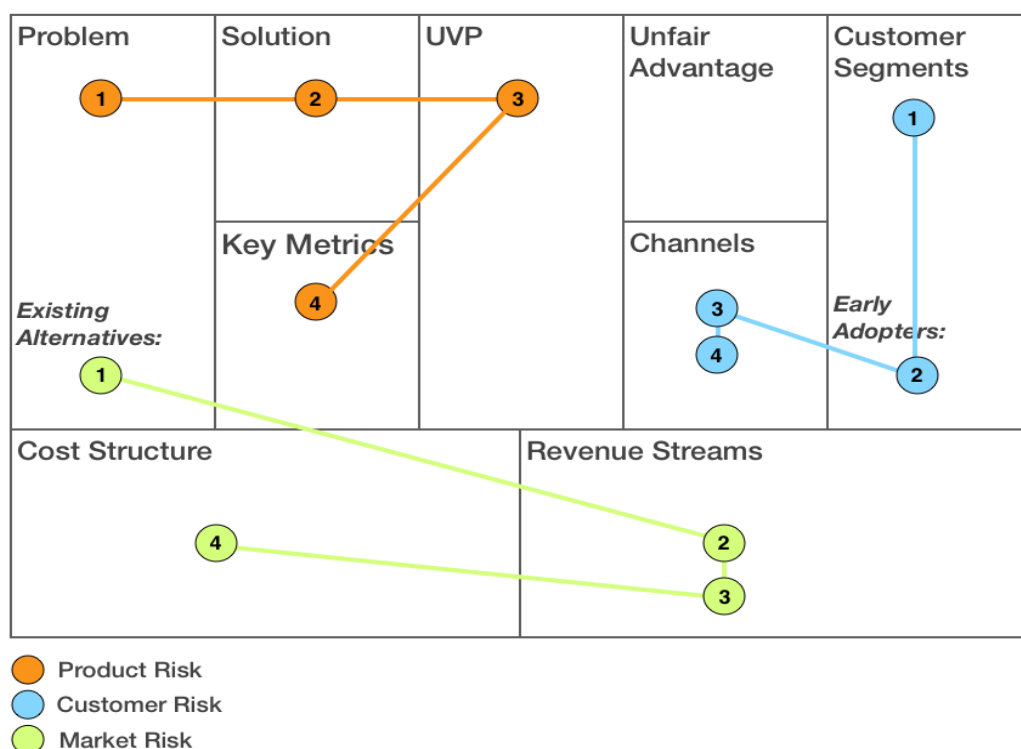 Problem
1
Existing
Alternatives:
1
Solution
2
Key Metrics
4
UVP
3
Unfair
Advantage
Channels
3
4
Customer
Segments
1
Early
Adopters:
2
Cost Structure
4
Revenue Streams
2
3
Product Risk
Customer Risk
Market Risk